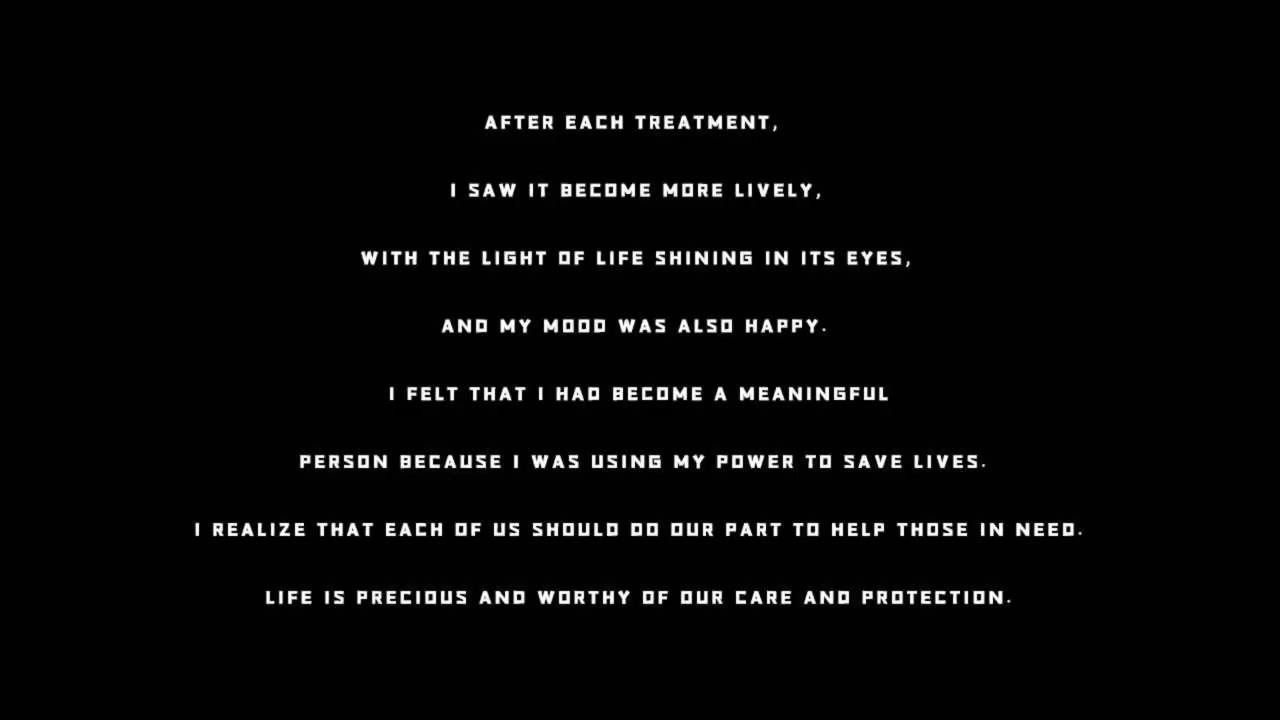 AFTER EACH TREATMENT,
I SAW IT BECOME MORE LIVELY,
WITH THE LIGHT OF LIFE SHINING IN ITS EYES,
AND MY MOOD WAS ALSO HAPPY.
I FELT THAT I HAD BECOME A MEANINGFUL
PERSON BECAUSE I WAS USING MY POWER TO SAVE LIVES.
I REALIZE THAT EACH OF US SHOULD DO OUR PART TO HELP THOSE IN NEED.
LIFE IS PRECIOUS AND WORTHY OF OUR CARE AND PROTECTION.